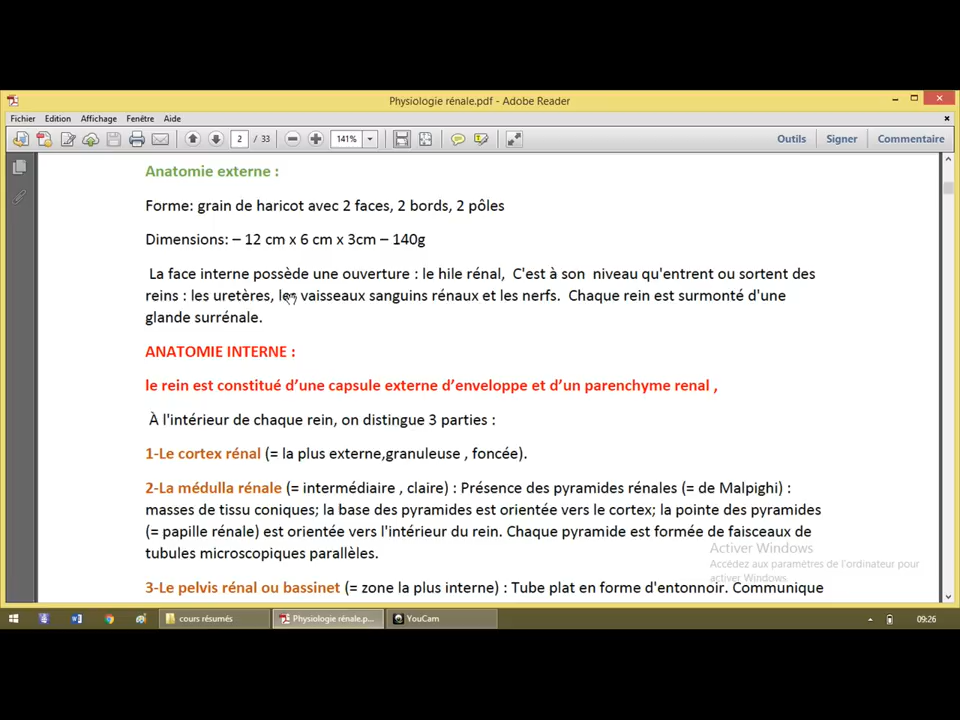 Physiologie rénale.pdf - Adobe Reader
Fichier Edition Affichage Fenêtre Aide
2 / 33 141% Outils Signer Commentaire
Anatomie externe :
Forme: grain de haricot avec 2 faces, 2 bords, 2 pôles
Dimensions: – 12 cm x 6 cm x 3cm – 140g
La face interne possède une ouverture : le hile rénal, C'est à son niveau qu'entrent ou sortent des
reins : les uretères, les vaisseaux sanguins rénaux et les nerfs. Chaque rein est surmonté d'une
glande surrénale.
ANATOMIE INTERNE :
le rein est constitué d’une capsule externe d’enveloppe et d’un parenchyme renal ,
À l'intérieur de chaque rein, on distingue 3 parties :
1-Le cortex rénal (= la plus externe,granuleuse , foncée).
2-La médulla rénale (= intermédiaire , claire) : Présence des pyramides rénales (= de Malpighi) :
masses de tissu coniques; la base des pyramides est orientée vers le cortex; la pointe des pyramides
(= papille rénale) est orientée vers l'intérieur du rein. Chaque pyramide est formée de faisceaux de
tubules microscopiques parallèles.
Activer Windows
Accédez aux paramètres de l'ordinateur pour
activer Windows.
3-Le pelvis rénal ou bassinet (= zone la plus interne) : Tube plat en forme d'entonnoir. Communique
cours résumés Physiologie rénale.p... YouCam 09:26